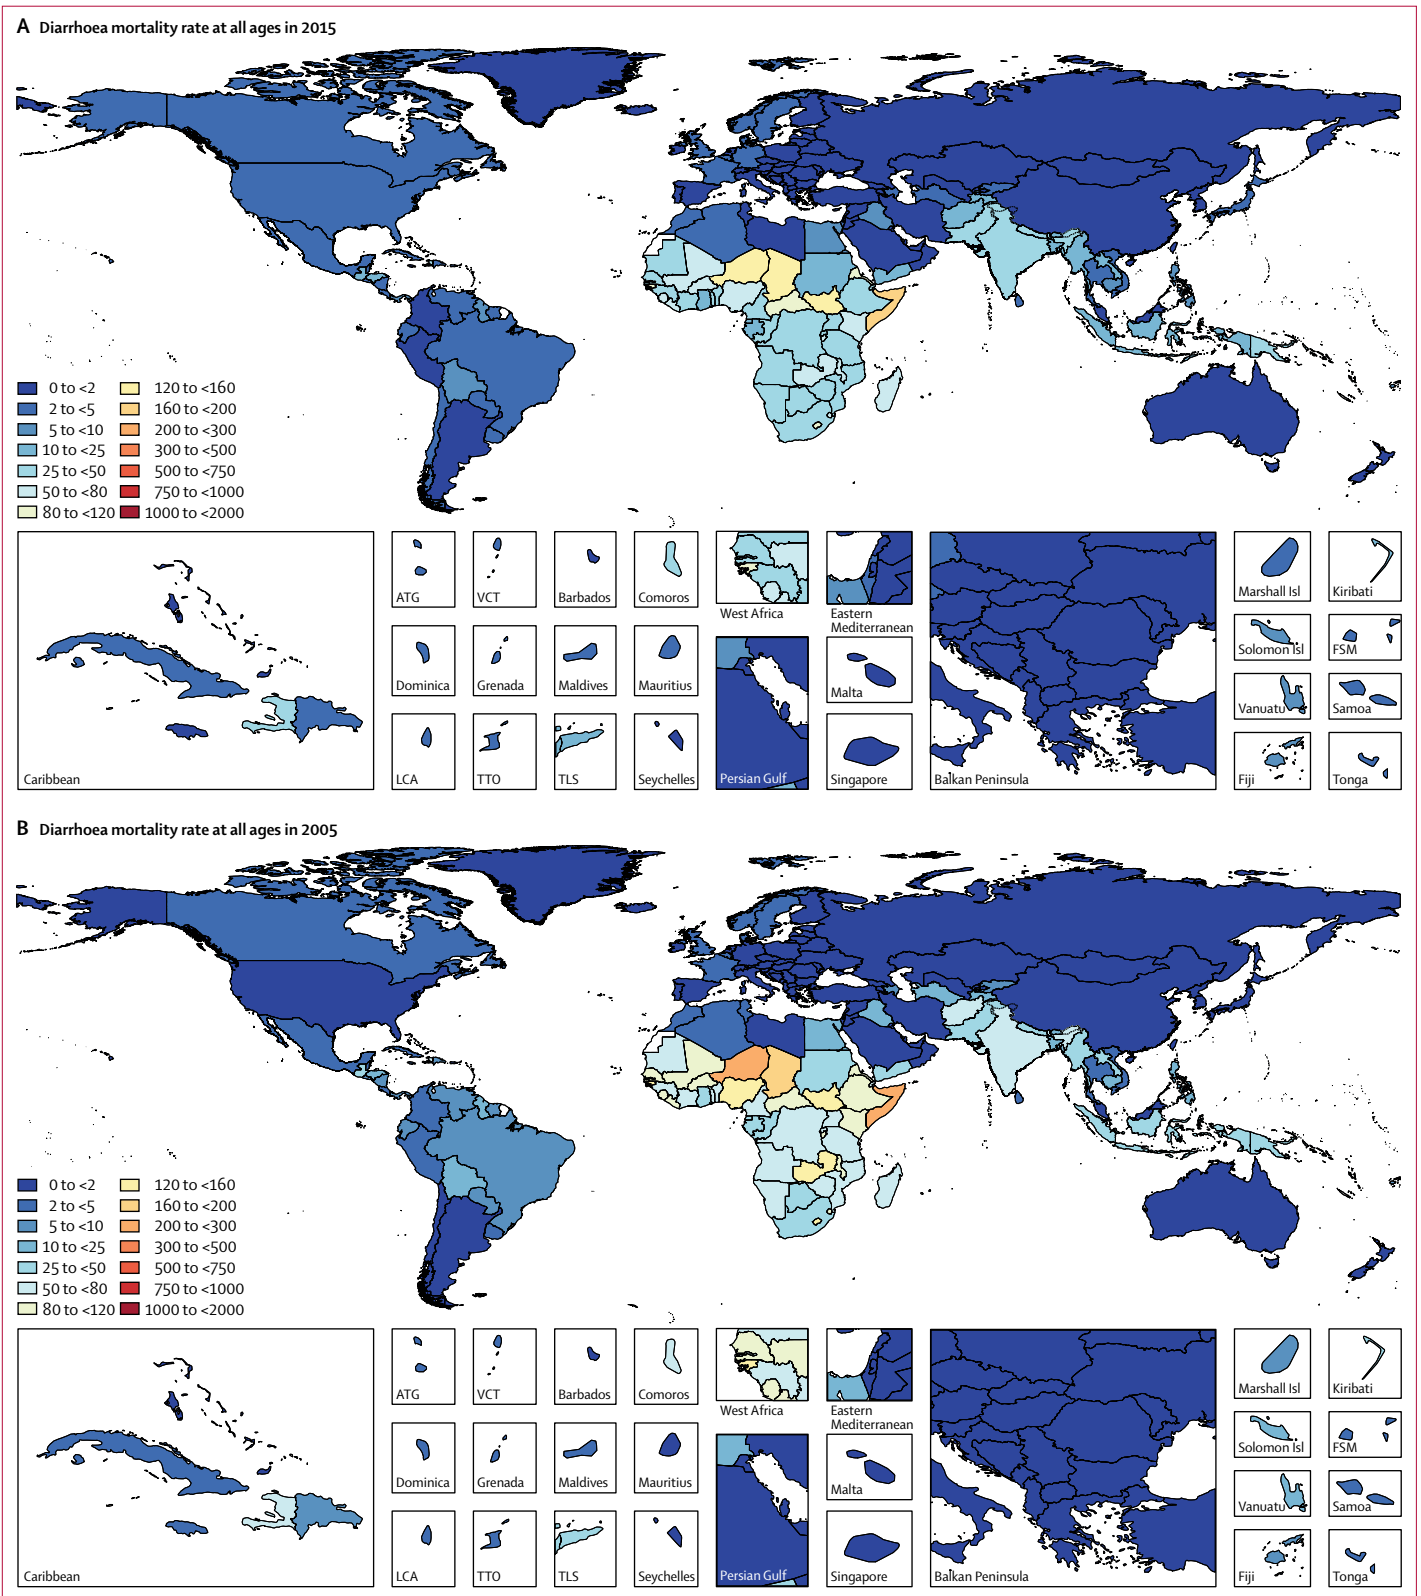 A Diarrhoea mortality rate at all ages in 2015
0 to <2
2 to <5
5 to <10
10 to <25
25 to <50
50 to <80
80 to <120
120 to <160
160 to <200
200 to <300
300 to <500
500 to <750
750 to <1000
1000 to <2000
Caribbean
ATG
VCT
Barbados
Comoros
Dominica
Grenada
Maldives
Mauritius
LCA
TTO
TLS
Seychelles
West Africa
Eastern
Mediterranean
Persian Gulf
Malta
Singapore
Balkan Peninsula
Marshall Isl
Kiribati
Solomon Isl
FSM
Vanuatu
Samoa
Fiji
Tonga
B Diarrhoea mortality rate at all ages in 2005
0 to <2
2 to <5
5 to <10
10 to <25
25 to <50
50 to <80
80 to <120
120 to <160
160 to <200
200 to <300
300 to <500
500 to <750
750 to <1000
1000 to <2000
Caribbean
ATG
VCT
Barbados
Comoros
Dominica
Grenada
Maldives
Mauritius
LCA
TTO
TLS
Seychelles
West Africa
Eastern
Mediterranean
Persian Gulf
Malta
Singapore
Balkan Peninsula
Marshall Isl
Kiribati
Solomon Isl
FSM
Vanuatu
Samoa
Fiji
Tonga